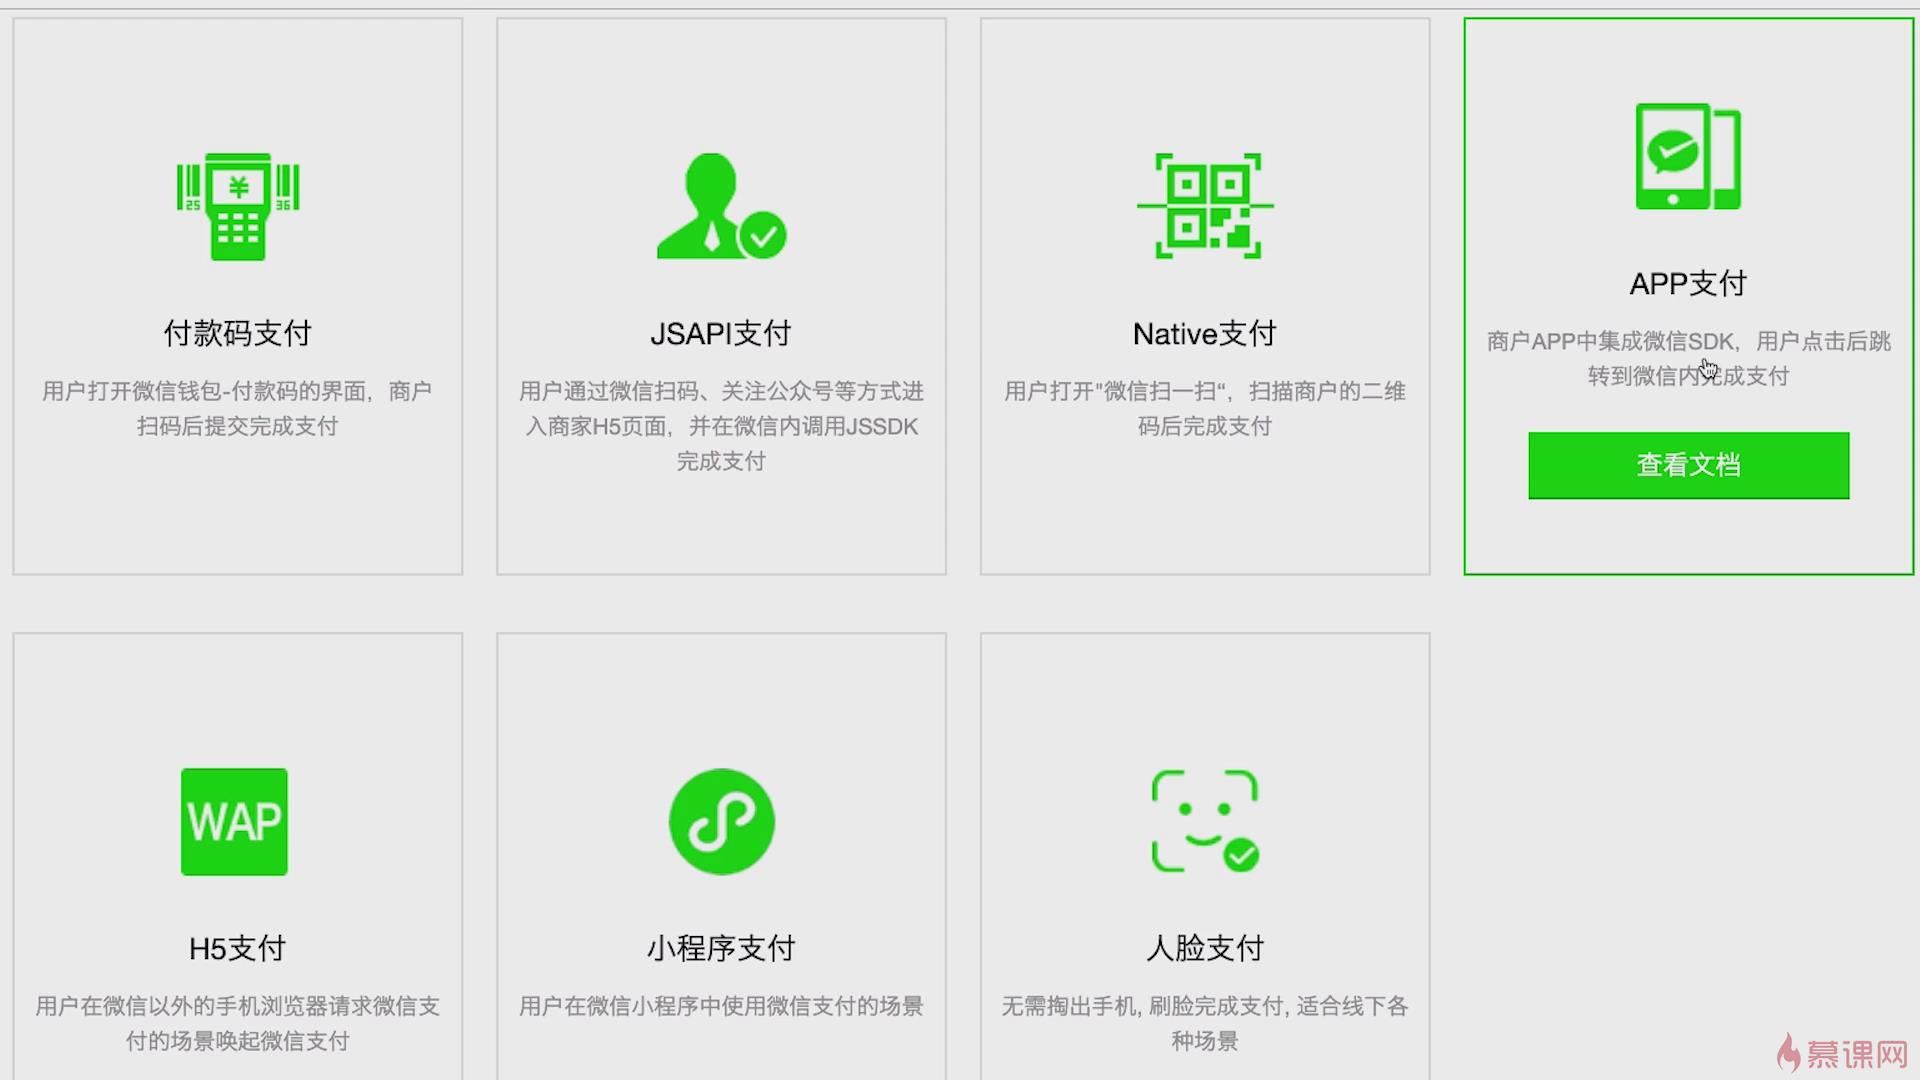 ¥
25
36
付款码支付
用户打开微信钱包-付款码的界面，商户
扫码后提交完成支付
JSAPI支付
用户通过微信扫码、关注公众号等方式进
入商家H5页面，并在微信内调用JSSDK
完成支付
Native支付
用户打开"微信扫一扫“，扫描商户的二维
码后完成支付
APP支付
商户APP中集成微信SDK，用户点击后跳
转到微信内完成支付
查看文档
WAP
H5支付
用户在微信以外的手机浏览器请求微信支
付的场景唤起微信支付
小程序支付
用户在微信小程序中使用微信支付的场景
人脸支付
无需掏出手机, 刷脸完成支付, 适合线下各
种场景
慕课网